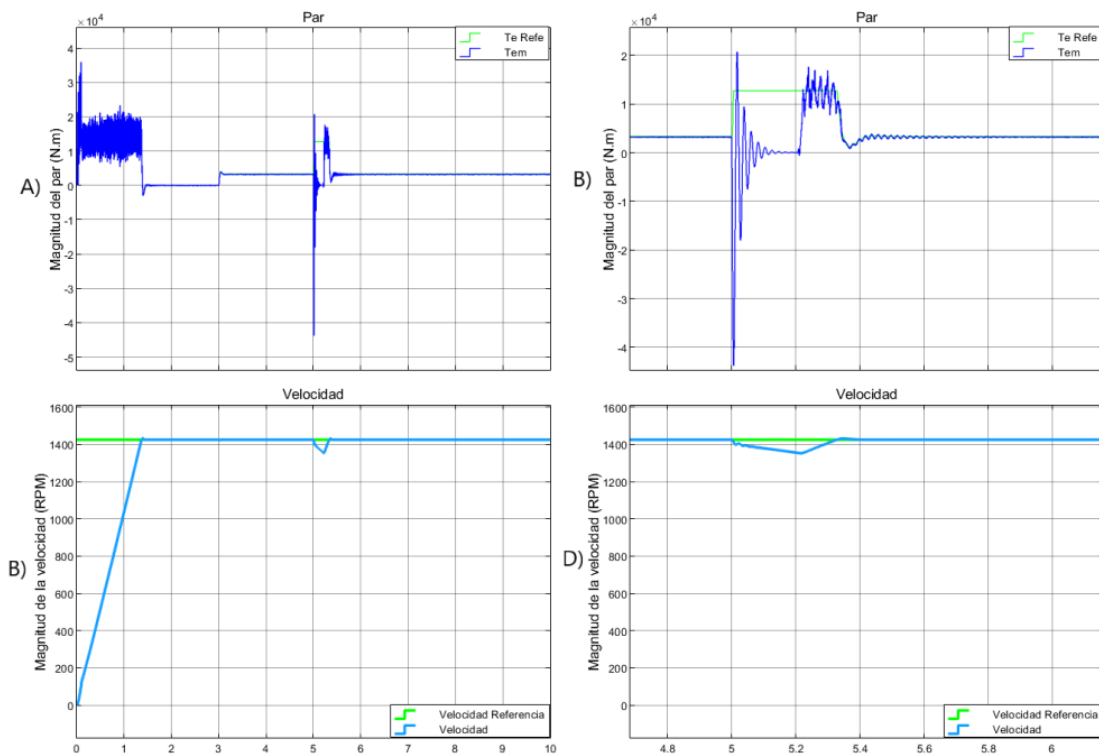 Par
×10⁴
Te Refe
Tem
4
3
2
1
0
-1
-2
-3
-4
-5
Magnitud del par (N.m)
A)
Par
×10⁴
Te Refe
Tem
2
1
0
-1
-2
-3
-4
Magnitud del par (N.m)
B)
Velocidad
1600
1400
1200
1000
800
600
400
200
0
Magnitud de la velocidad (RPM)
B)
Velocidad Referencia
Velocidad
0 1 2 3 4 5 6 7 8 9 10
Velocidad
1600
1400
1200
1000
800
600
400
200
0
Magnitud de la velocidad (RPM)
D)
Velocidad Referencia
Velocidad
4.8 5 5.2 5.4 5.6 5.8 6